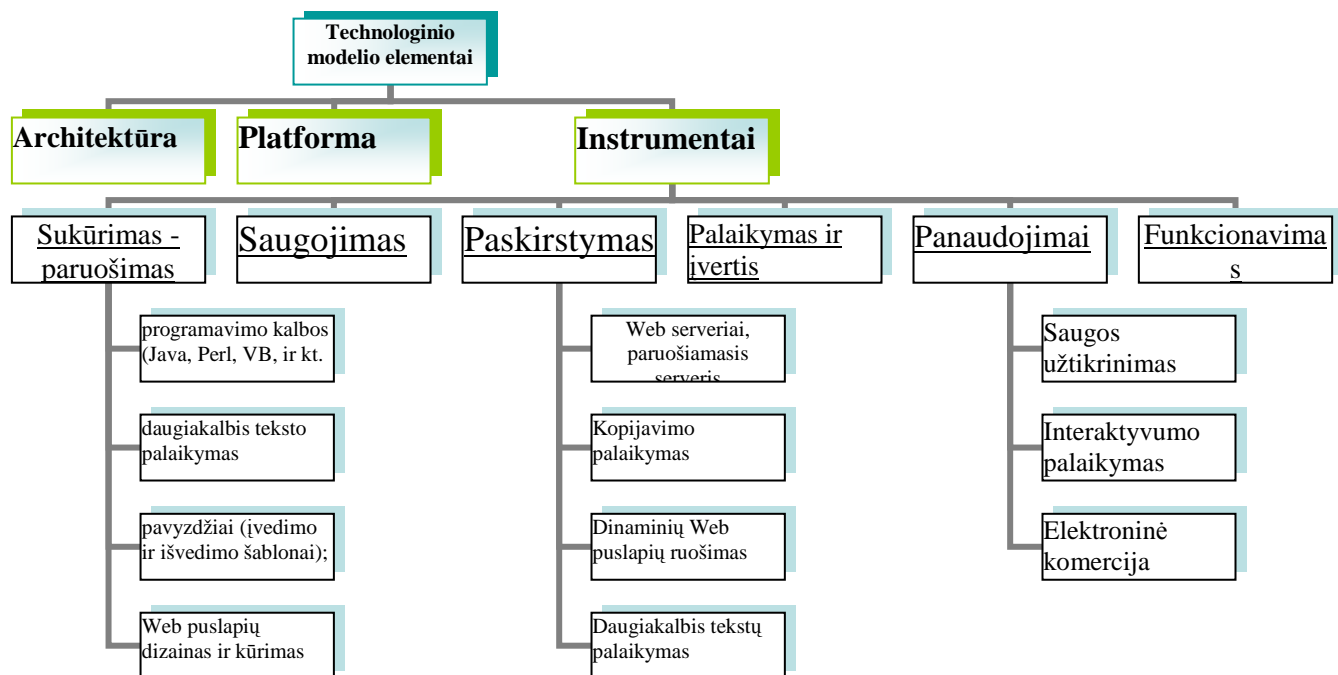 Technologinio
modelio elementai
Architektūra
Platforma
Instrumentai
Sukūrimas -
paruošimas
Saugojimas
Paskirstymas
Palaikymas ir
įvertis
Panaudojimai
Funkcionavima
s
programavimo kalbos
(Java, Perl, VB, ir kt.
daugiakalbis teksto
palaikymas
pavyzdžiai (įvedimo
ir išvedimo šablonai);
Web puslapių
dizainas ir kūrimas
Web serveriai,
paruošiamasis
serveris
Kopijavimo
palaikymas
Dinaminių Web
puslapių ruošimas
Daugiakalbis tekstų
palaikymas
Saugos
užtikrinimas
Interaktyvumo
palaikymas
Elektroninė
komercija